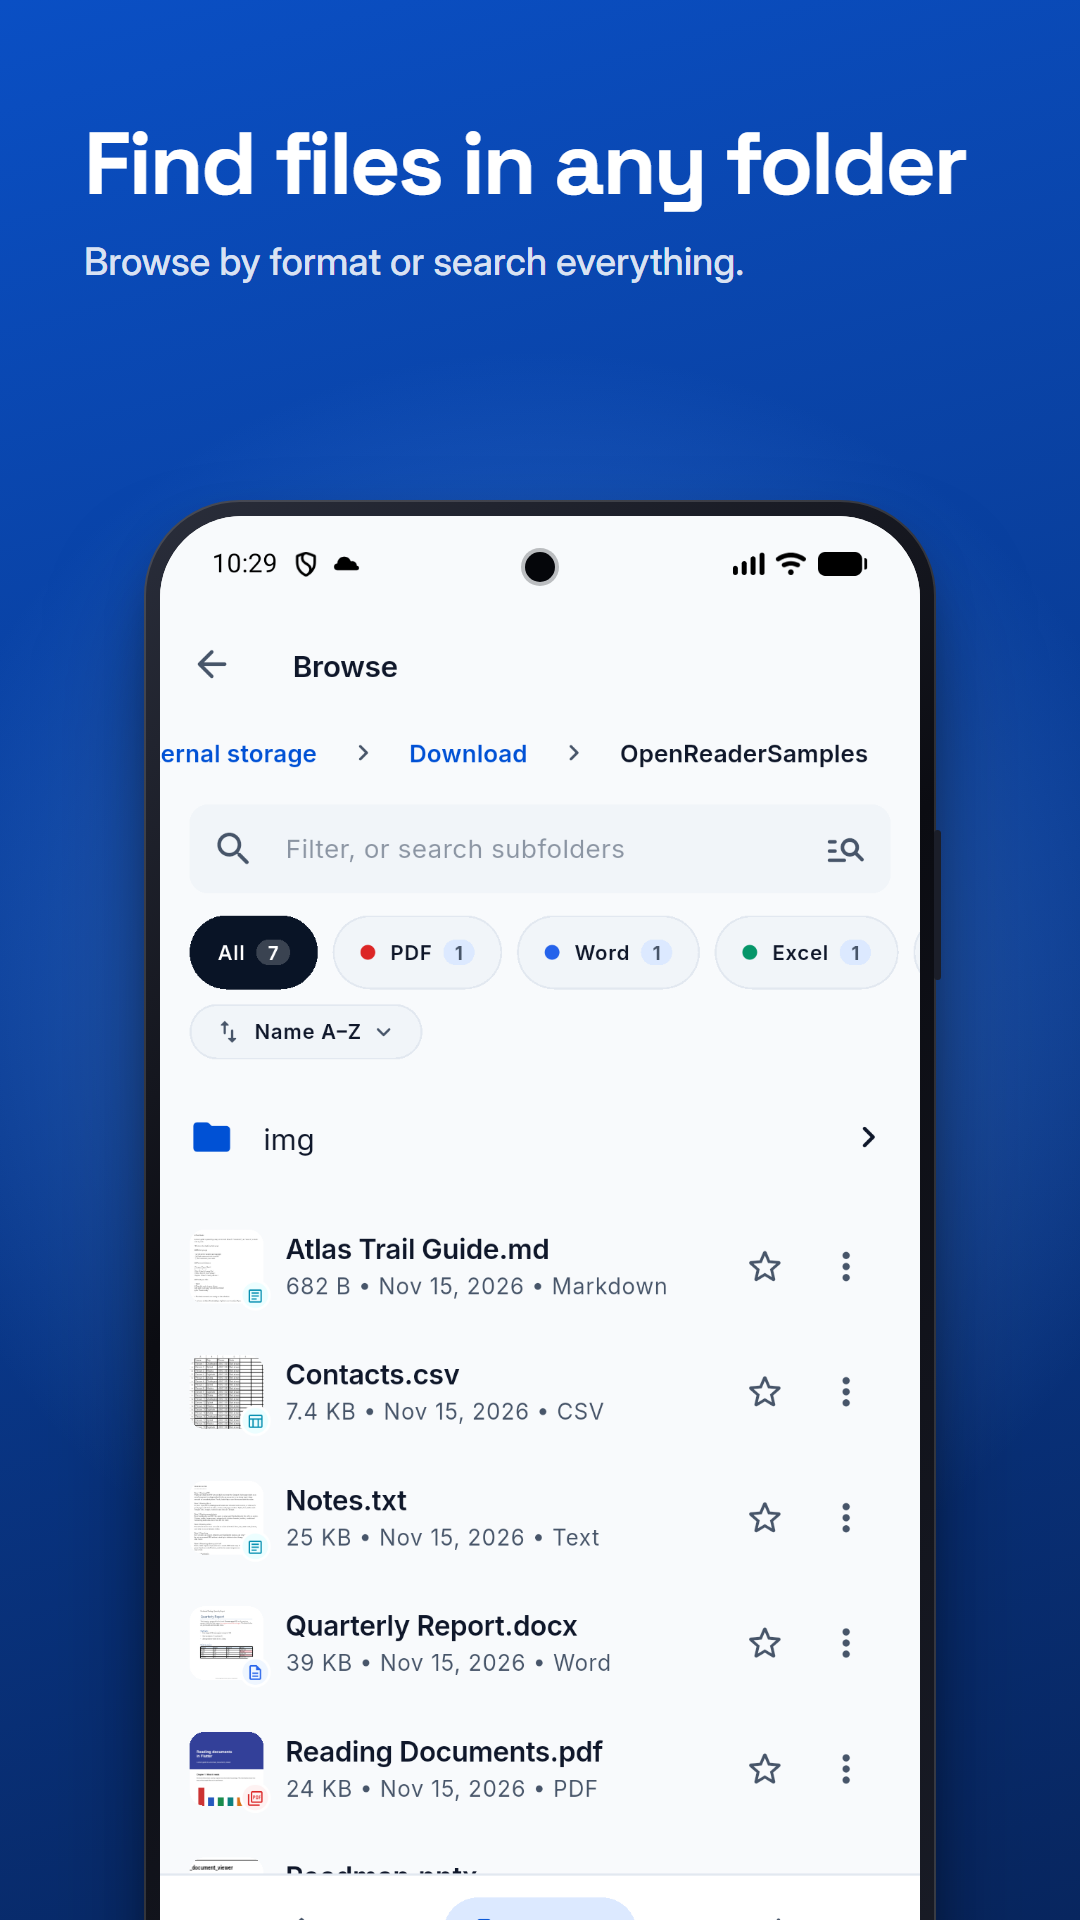 Find files in any folder
Browse by format or search everything.
10:29
Browse
ernal storage > Download > OpenReaderSamples
Filter, or search subfolders
All 7 PDF 1 Word 1 Excel 1
Name A–Z
img
Atlas Trail Guide.md
682 B • Nov 15, 2026 • Markdown
Contacts.csv
7.4 KB • Nov 15, 2026 • CSV
Notes.txt
25 KB • Nov 15, 2026 • Text
Quarterly Report.docx
39 KB • Nov 15, 2026 • Word
Reading Documents.pdf
24 KB • Nov 15, 2026 • PDF
_document_viewer
Roadmap.pptx